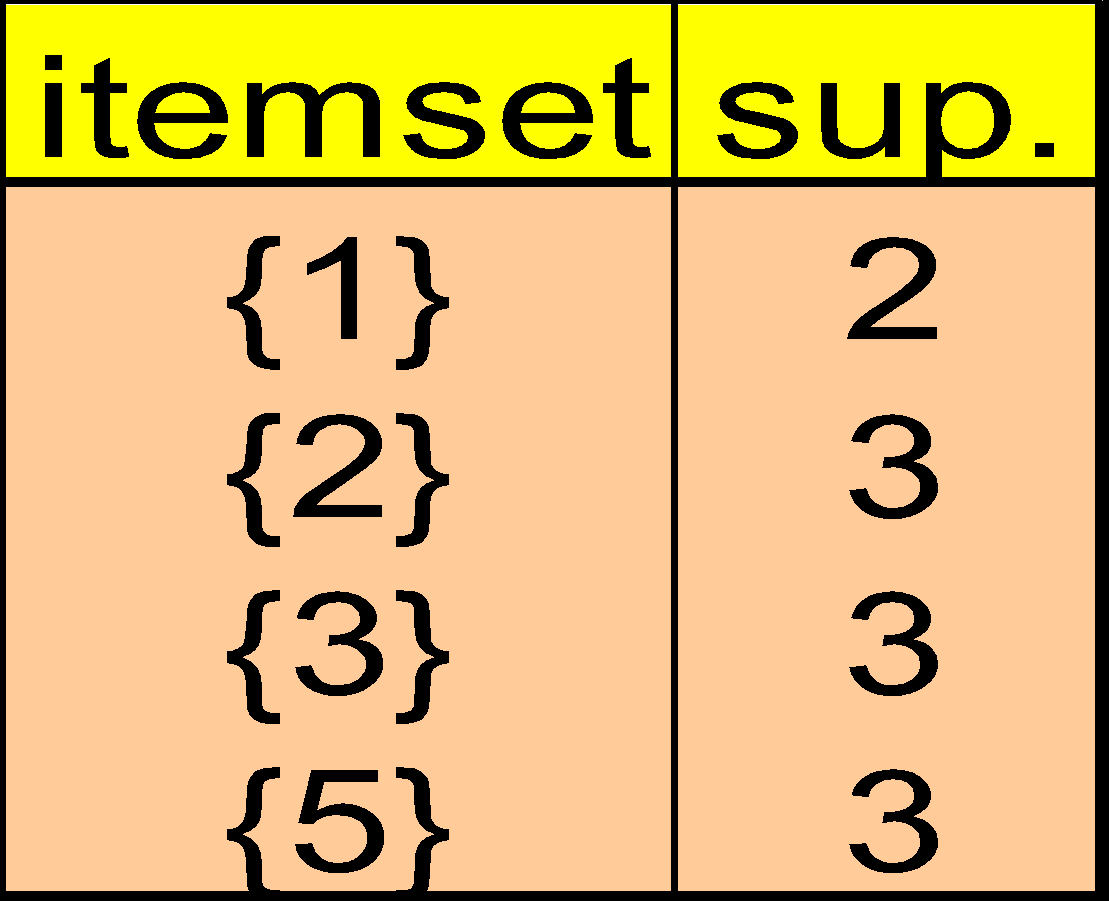 itemset sup.
{1} 2
{2} 3
{3} 3
{5} 3